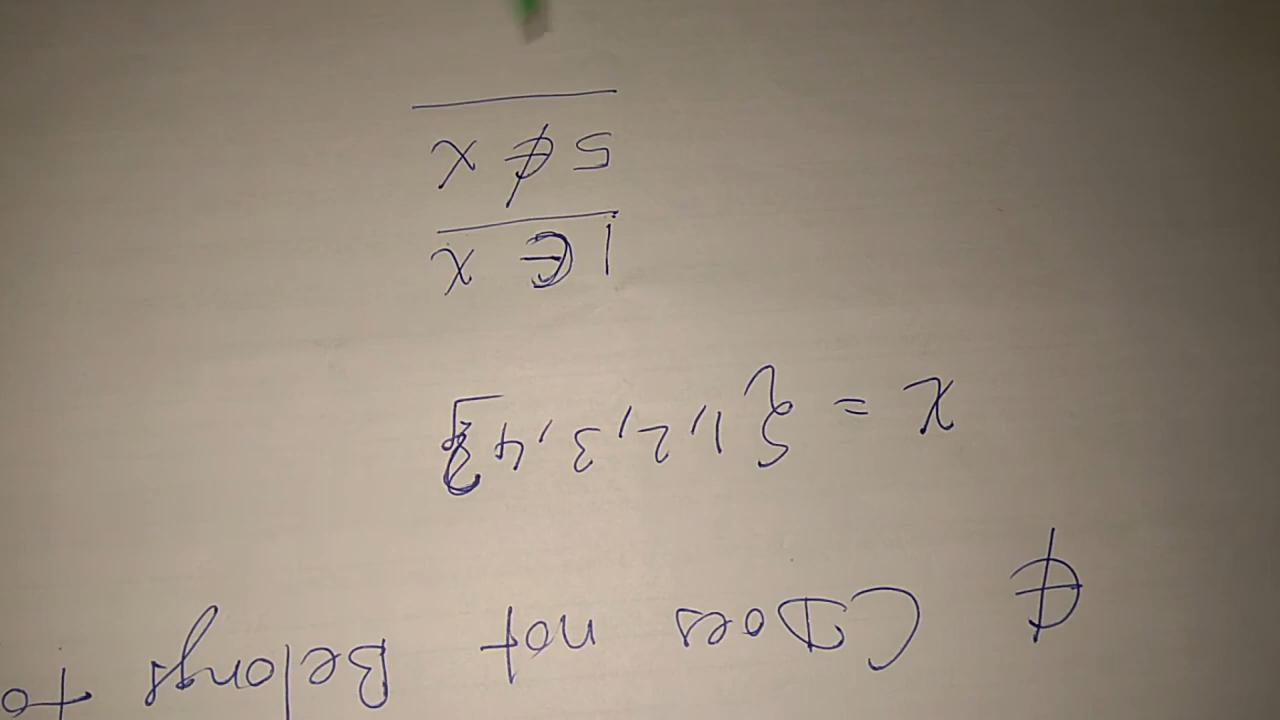 ∉ (Does not Belongs to
x = {1, 2, 3, 4}
1 ∈ x
5 ∉ x